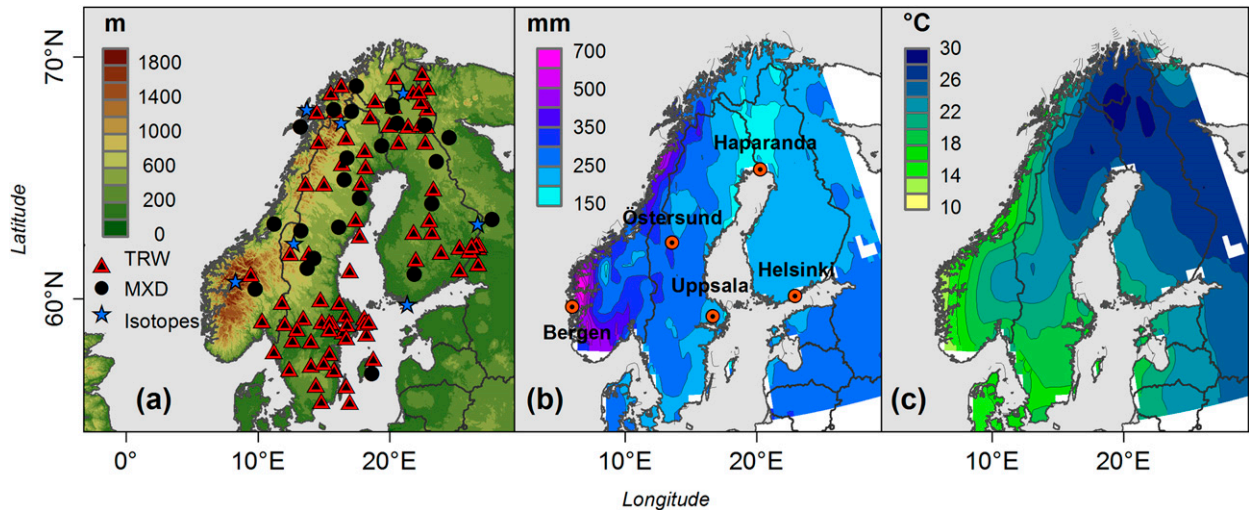 m
1800
1400
1000
600
200
0
TRW
MXD
Isotopes
(a)
mm
700
500
350
250
150
Haparanda
Östersund
Uppsala
Helsinki
Bergen
(b)
°C
30
26
22
18
14
10
(c)
70°N
60°N
Latitude
0°
10°E
20°E
10°E
20°E
10°E
20°E
Longitude